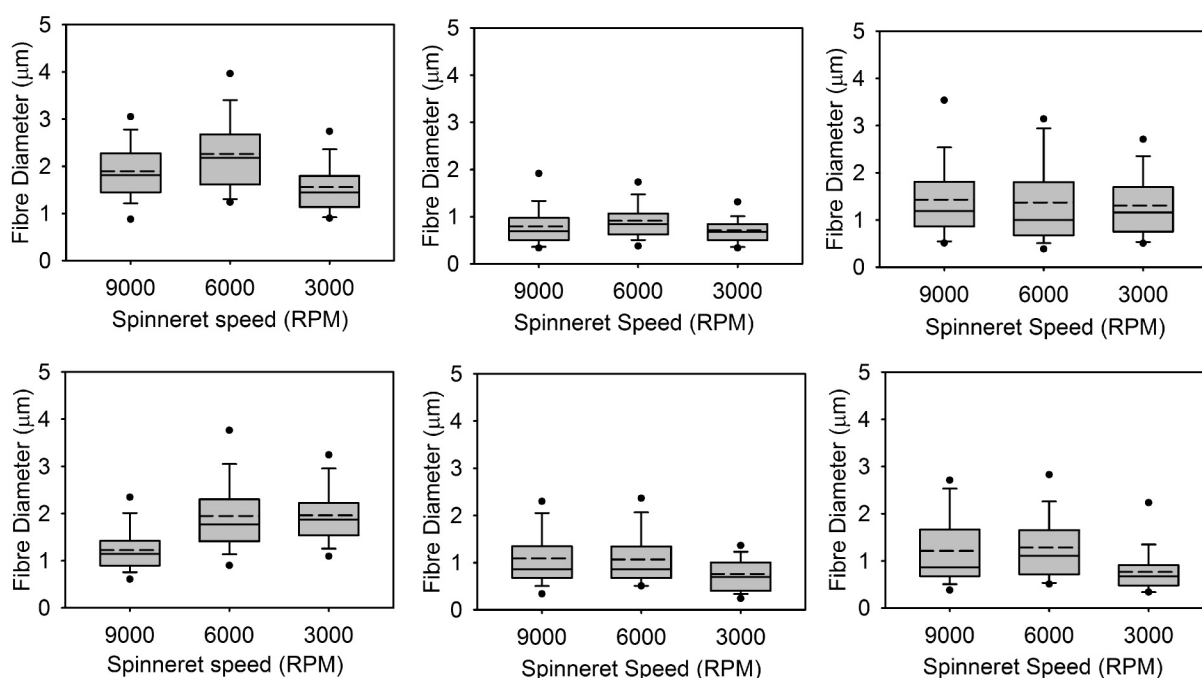 Fibre Diameter (μm)
5
4
3
2
1
0
9000 6000 3000
Spinneret speed (RPM)
Fibre Diameter (μm)
5
4
3
2
1
0
9000 6000 3000
Spinneret Speed (RPM)
Fibre Diameter (μm)
5
4
3
2
1
0
9000 6000 3000
Spinneret Speed (RPM)
Fibre Diameter (μm)
5
4
3
2
1
0
9000 6000 3000
Spinneret speed (RPM)
Fibre Diameter (μm)
5
4
3
2
1
0
9000 6000 3000
Spinneret Speed (RPM)
Fibre Diameter (μm)
5
4
3
2
1
0
9000 6000 3000
Spinneret Speed (RPM)